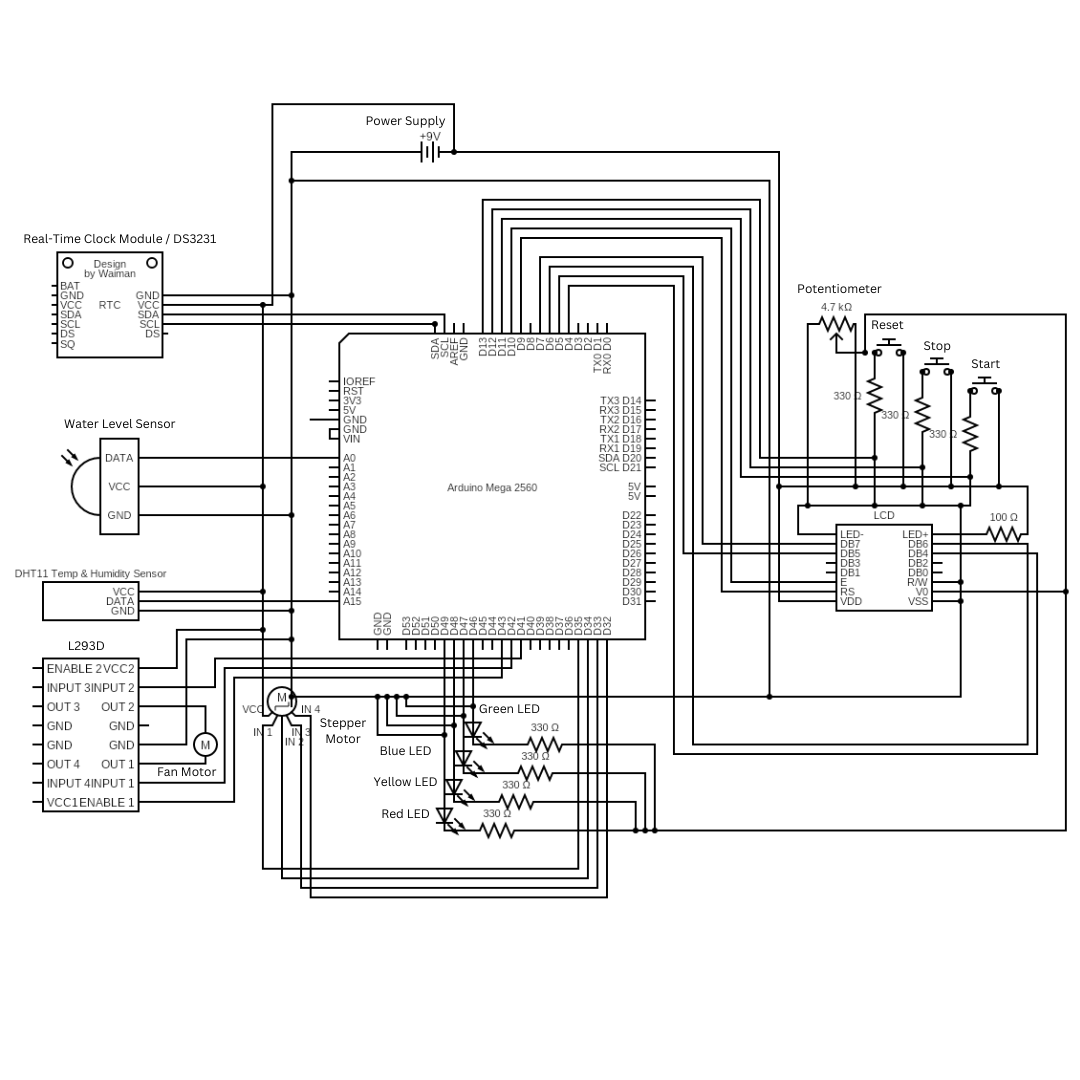 Power Supply
+9V
Real-Time Clock Module / DS3231
Design
by Waiman
BAT
GND
VCC
SDA
SCL
DS
SQ
RTC
GND
VCC
SDA
SCL
DS
Water Level Sensor
DATA
VCC
GND
DHT11 Temp & Humidity Sensor
VCC
DATA
GND
L293D
ENABLE 2 VCC2
INPUT 3 INPUT 2
OUT 3 OUT 2
GND GND
GND GND
OUT 4 OUT 1
INPUT 4 INPUT 1
VCC1 ENABLE 1
M
Fan Motor
M
VCC
IN 4
IN 1
IN 2
IN 3
Stepper
Motor
SDA
SCL
AREF
GND
D13
D12
D11
D10
D9
D8
D7
D6
D5
D4
D3
D2
TX0 D1
RX0 D0
IOREF
RST
3V3
5V
GND
GND
VIN
A0
A1
A2
A3
A4
A5
A6
A7
A8
A9
A10
A11
A12
A13
A14
A15
Arduino Mega 2560
TX3 D14
RX3 D15
TX2 D16
RX2 D17
TX1 D18
RX1 D19
SDA D20
SCL D21
5V
5V
D22
D23
D24
D25
D26
D27
D28
D29
D30
D31
GND
GND
D53
D52
D51
D50
D49
D48
D47
D46
D45
D44
D43
D42
D41
D40
D39
D38
D37
D36
D35
D34
D33
D32
Green LED
330 Ω
Blue LED
330 Ω
Yellow LED
330 Ω
Red LED
330 Ω
Potentiometer
4.7 kΩ
Reset
Stop
Start
330 Ω
330 Ω
330 Ω
LCD
100 Ω
LED- LED+
DB7 DB6
DB5 DB4
DB3 DB2
DB1 DB0
E R/W
RS V0
VDD VSS